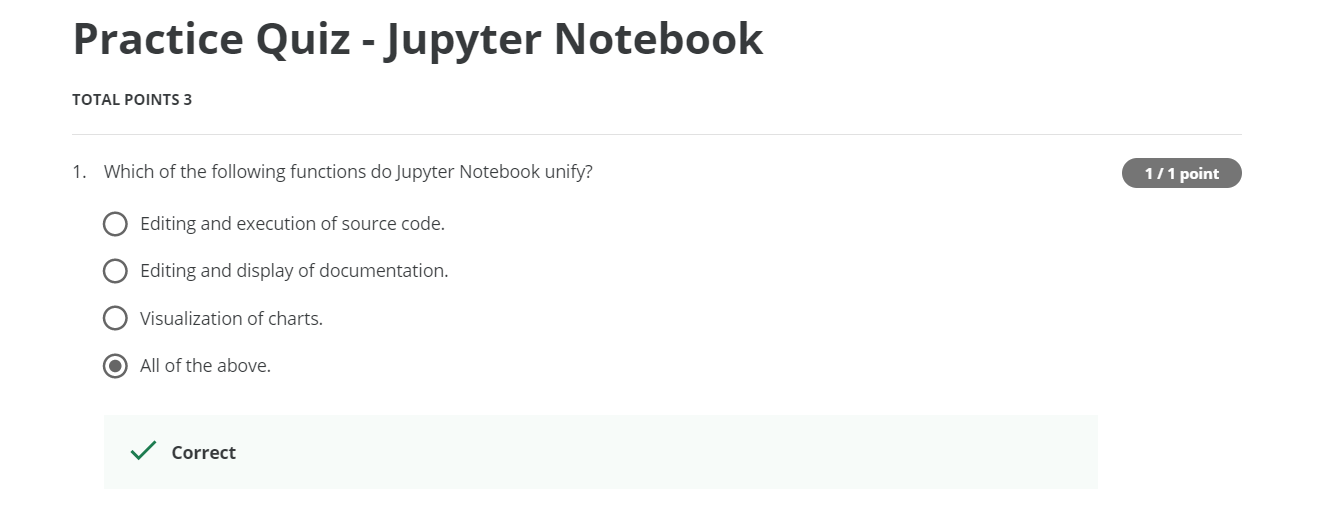 Practice Quiz - Jupyter Notebook
TOTAL POINTS 3
1. Which of the following functions do Jupyter Notebook unify?
1 / 1 point
Editing and execution of source code.
Editing and display of documentation.
Visualization of charts.
All of the above.
Correct